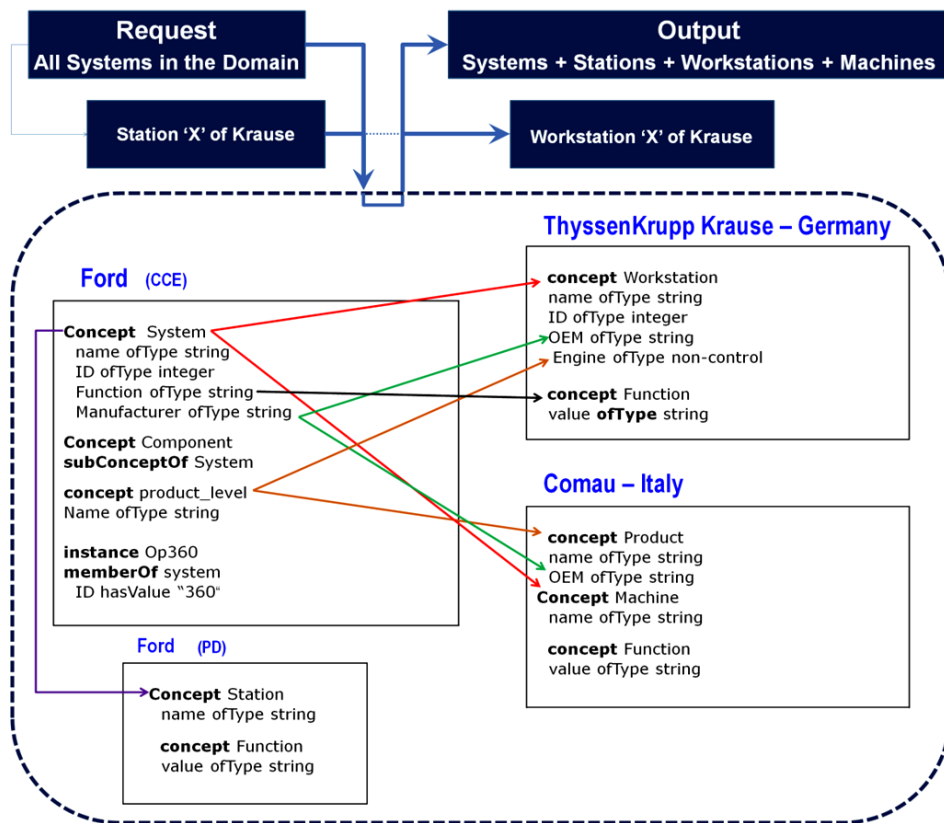 Request
All Systems in the Domain
Output
Systems + Stations + Workstations + Machines
Station ‘X’ of Krause
Workstation ‘X’ of Krause
ThyssenKrupp Krause – Germany
concept Workstation
name ofType string
ID ofType integer
OEM ofType string
Engine ofType non-control
concept Function
value ofType string
Ford (CCE)
Concept System
name ofType string
ID ofType integer
Function ofType string
Manufacturer ofType string
Concept Component
subConceptOf System
concept product_level
Name ofType string
instance Op360
memberOf system
ID hasValue "360"
Comau – Italy
concept Product
name ofType string
OEM ofType string
Concept Machine
name ofType string
concept Function
value ofType string
Ford (PD)
Concept Station
name ofType string
concept Function
value ofType string